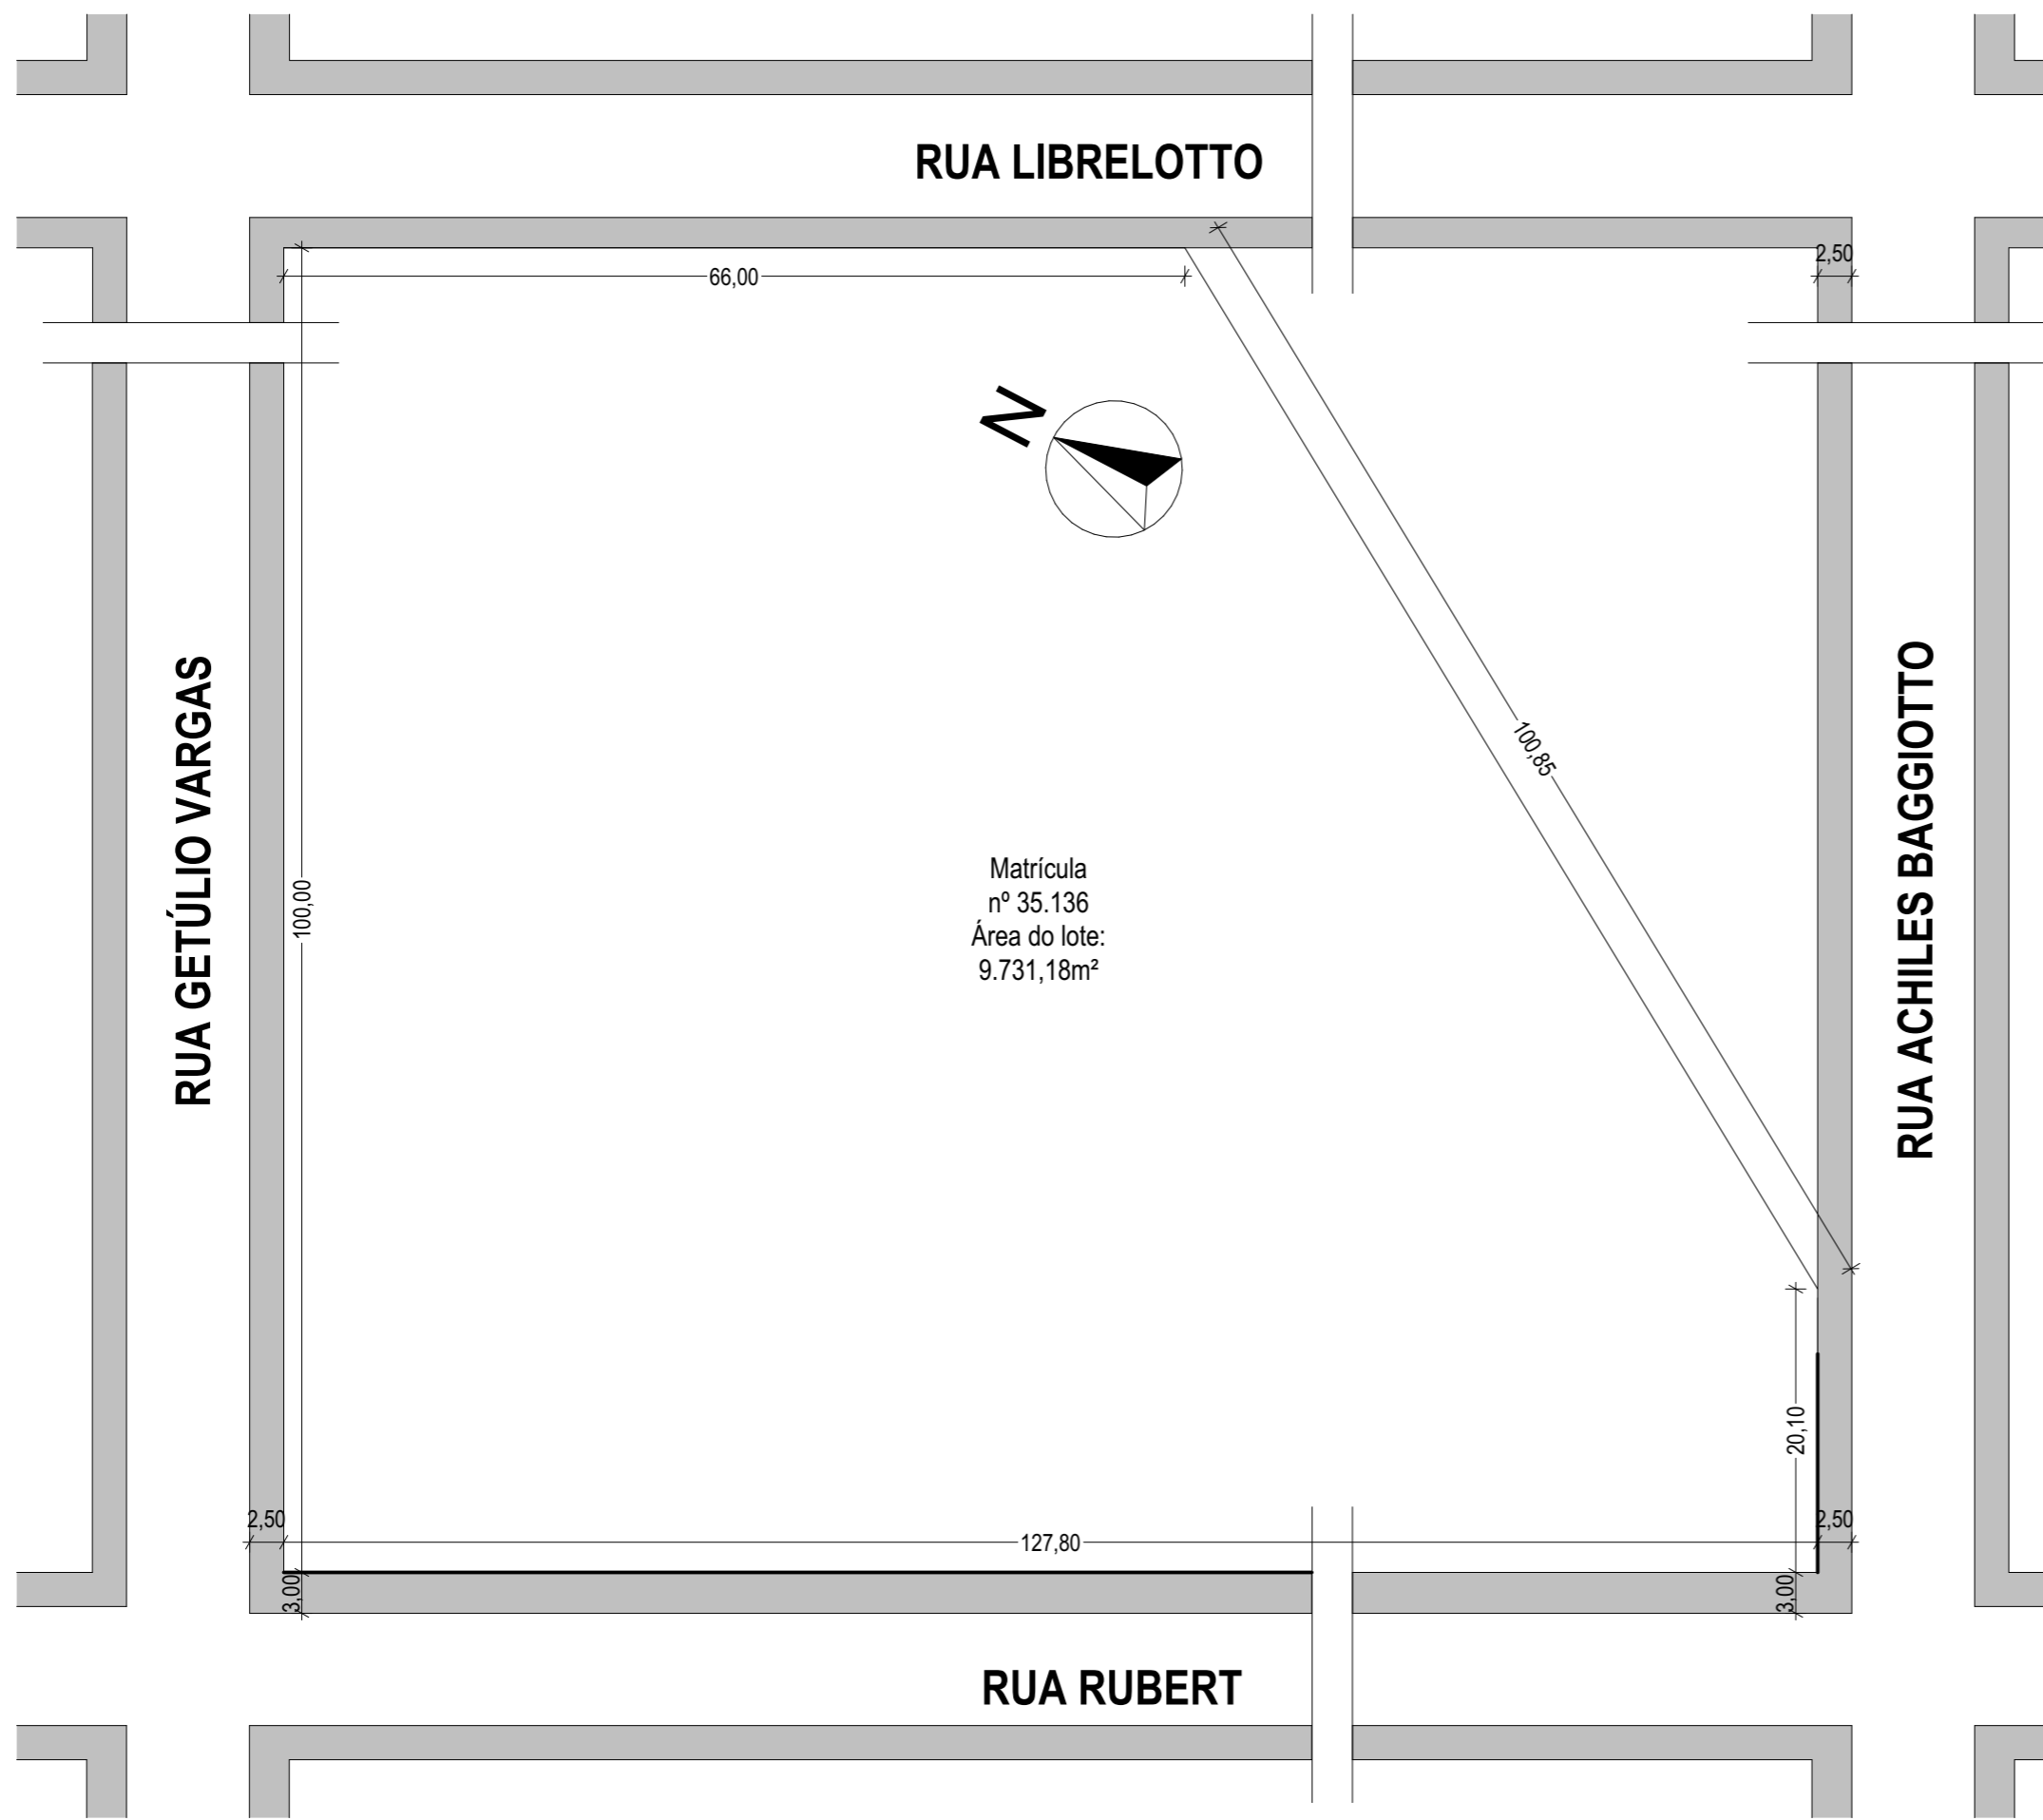 RUA LIBRELOTTO
2,50
66,00
N
RUA GETÚLIO VARGAS
RUA ACHILES BAGGIOTTO
100,85
100,00
Matrícula
nº 35.136
Área do lote:
9.731,18m²
20,10
2,50
127,80
2,50
3,00
3,00
RUA RUBERT